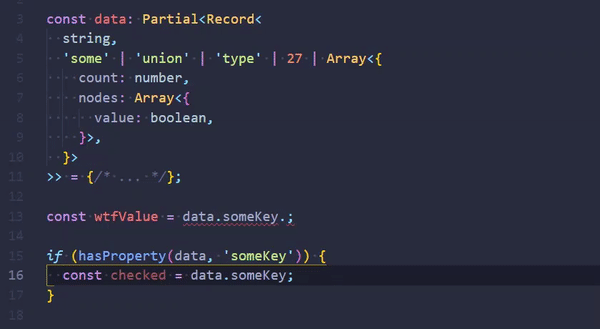 3 const data: Partial<Record<
4 string,
5 'some' | 'union' | 'type' | 27 | Array<{
6 count: number,
7 nodes: Array<{
8 value: boolean,
9 }>,
10 }>
11 >> = {/* ... */};
12
13 const wtfValue = data.someKey.;
14
15 if (hasProperty(data, 'someKey')) {
16 const checked = data.someKey;
17 }
18